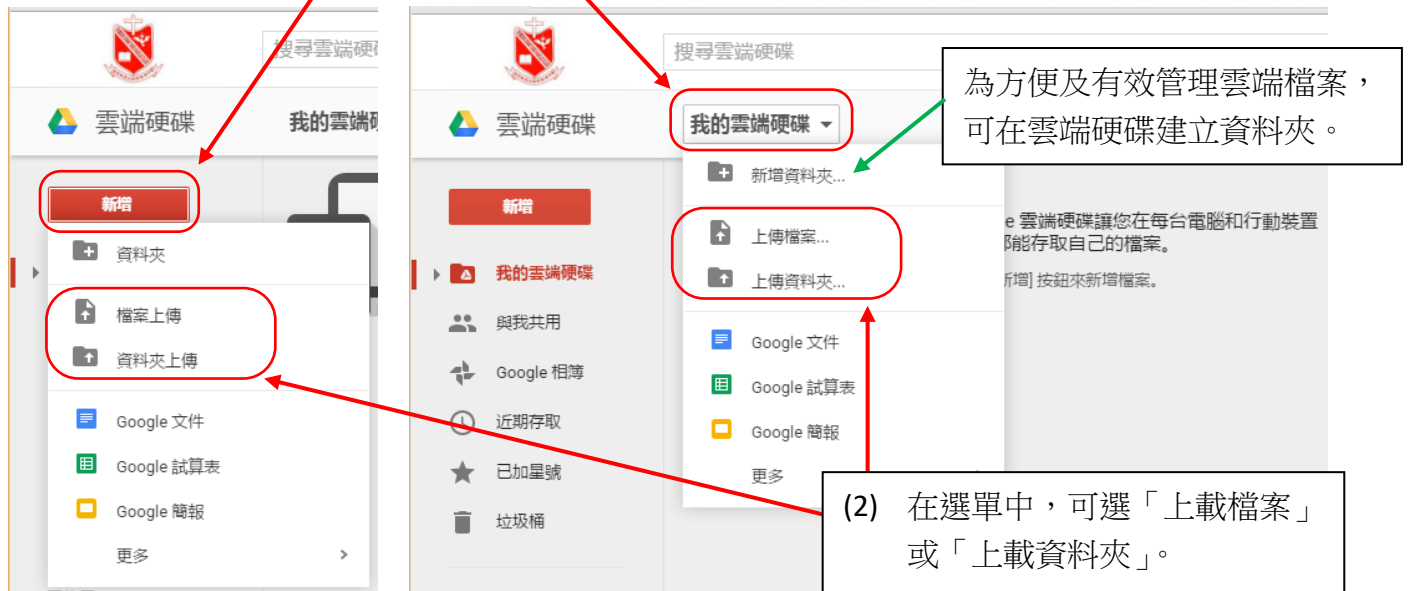 搜尋雲端硬
雲端硬碟
我的雲端
新增
資料夾
檔案上傳
資料夾上傳
Google 文件
Google 試算表
Google 簡報
更多
搜尋雲端硬碟
雲端硬碟
我的雲端硬碟
新增
我的雲端硬碟
與我共用
Google 相簿
近期存取
已加星號
垃圾桶
新增資料夾...
上傳檔案...
上傳資料夾...
Google 文件
Google 試算表
Google 簡報
更多
e 雲端硬碟讓您在每台電腦和行動裝置
能存取自己的檔案。
增] 按鈕來新增檔案。
為方便及有效管理雲端檔案,
可在雲端硬碟建立資料夾。
(2) 在選單中,可選「上載檔案」
或「上載資料夾」。